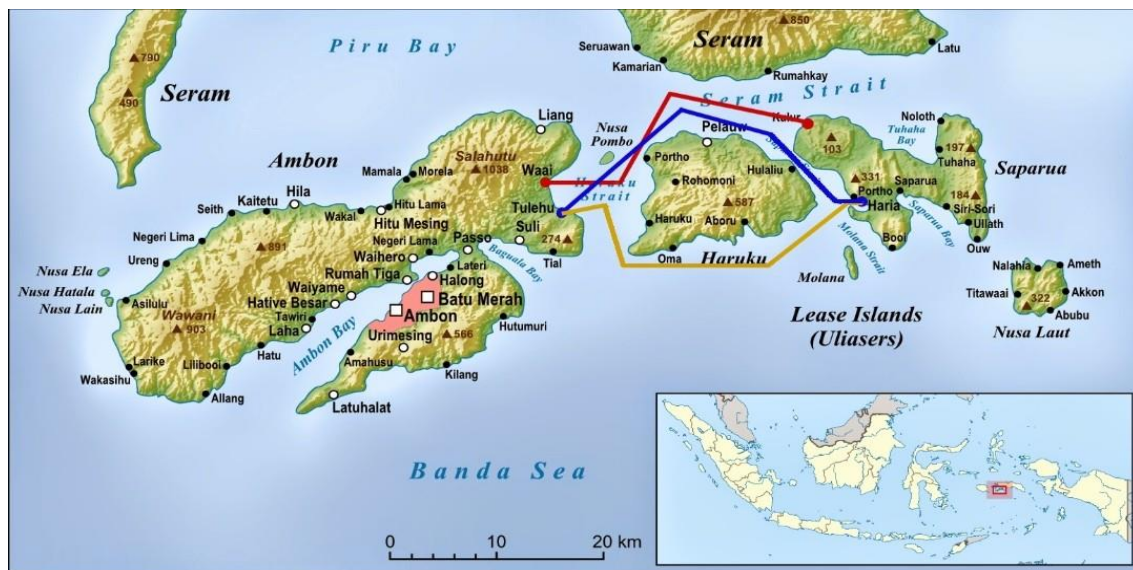 850
790
Piru Bay
Seram
Latu
Seruawan
Kamarian
Rumahkay
490
Seram
Seram Strait
Liang
Kulur
Noloth
Nusa
Pombo
Pelauw
Tuhaha
Bay
103
197
Tuhaha
Saparua
Ambon
Salahutu
1038
Waai
Portho
Hulaliu
Mamala
Morela
Haruku
Strait
Rohomoni
331
Portho
Saparua
Hila
Kaitetu
Seith
Wakal
Hitu Lama
Hitu Mesing
Tulehu
587
Haria
184
Siri-Sori
Suli
Haruku
Aboru
Ullath
Negeri Lima
891
Negeri Lama
Passo
274
Saparua Bay
Ouw
Ureng
Waihero
Lateri
Baguala Bay
Tial
Oma
Haruku
Molana Strait
Booi
Nusa Ela
Rumah Tiga
Halong
Molana
Nalahia
Ameth
Nusa Hatala
Waiyame
Batu Merah
Titawaai
Akkon
Nusa Lain
Asilulu
Hative Besar
Ambon
322
Abubu
Wawani
903
Tawiri
Laha
Urimesing
566
Hutumuri
Lease Islands
(Uliasers)
Nusa Laut
Ambon Bay
Hatu
Amahusu
Kilang
Larike
Wakasihu
Lilibooi
Allang
Latuhalat
Banda Sea
0 10 20 km